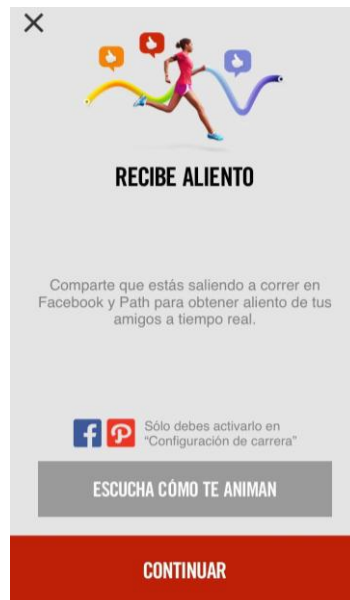 RECIBE ALIENTO
Comparte que estás saliendo a correr en
Facebook y Path para obtener aliento de tus
amigos a tiempo real.
Sólo debes activarlo en
“Configuración de carrera”
ESCUCHA CÓMO TE ANIMAN
CONTINUAR